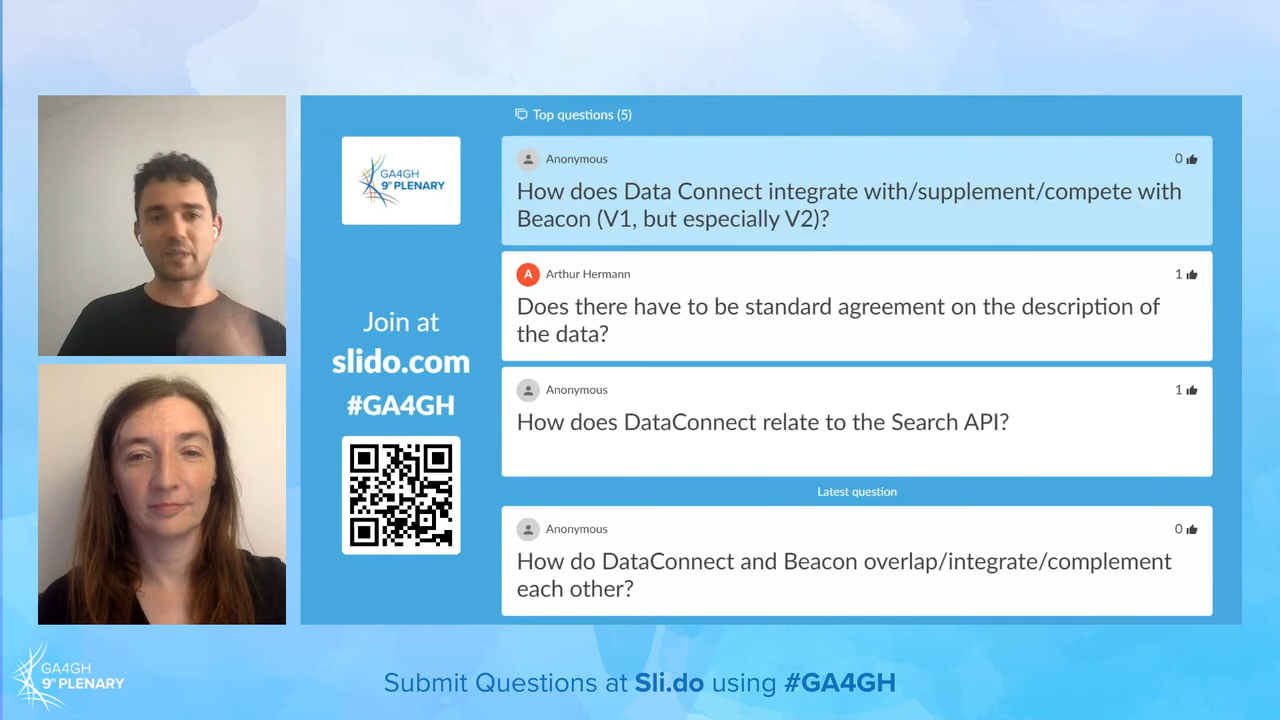 GA4GH
9th PLENARY
Join at
slido.com
#GA4GH
Top questions (5)
Anonymous
0
How does Data Connect integrate with/supplement/compete with
Beacon (V1, but especially V2)?
A
Arthur Hermann
1
Does there have to be standard agreement on the description of
the data?
Anonymous
1
How does DataConnect relate to the Search API?
Latest question
Anonymous
0
How do DataConnect and Beacon overlap/integrate/complement
each other?
GA4GH
9th PLENARY
Submit Questions at Sli.do using #GA4GH